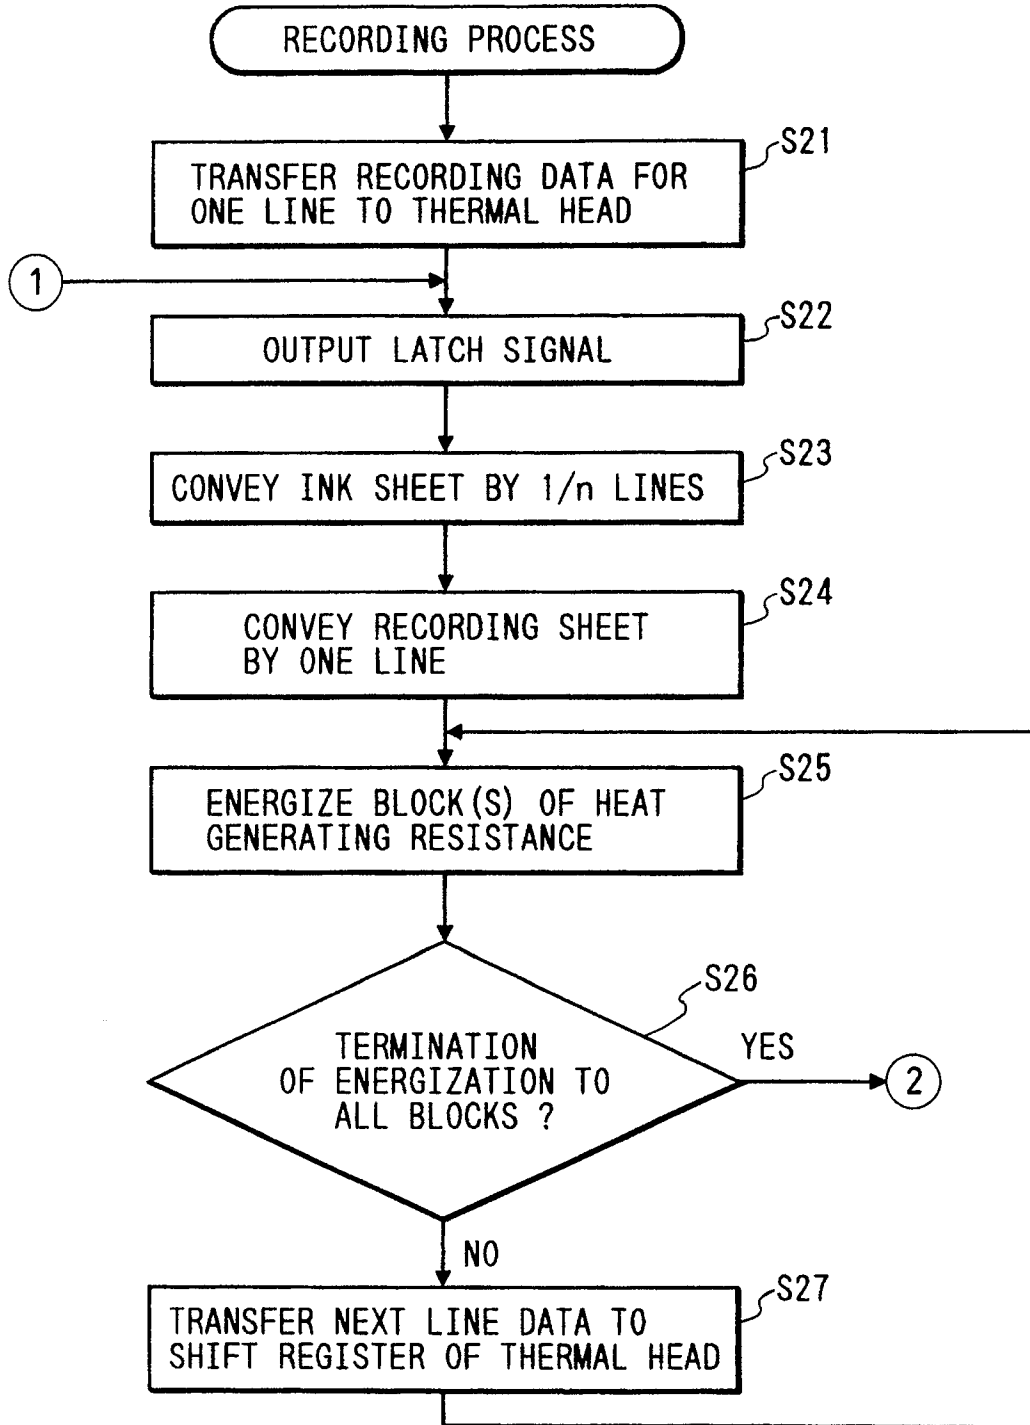 RECORDING PROCESS
S21
TRANSFER RECORDING DATA FOR
ONE LINE TO THERMAL HEAD
1
S22
OUTPUT LATCH SIGNAL
S23
CONVEY INK SHEET BY 1/n LINES
S24
CONVEY RECORDING SHEET
BY ONE LINE
S25
ENERGIZE BLOCK(S) OF HEAT
GENERATING RESISTANCE
S26
TERMINATION
OF ENERGIZATION TO
ALL BLOCKS ?
YES
2
NO
S27
TRANSFER NEXT LINE DATA TO
SHIFT REGISTER OF THERMAL HEAD